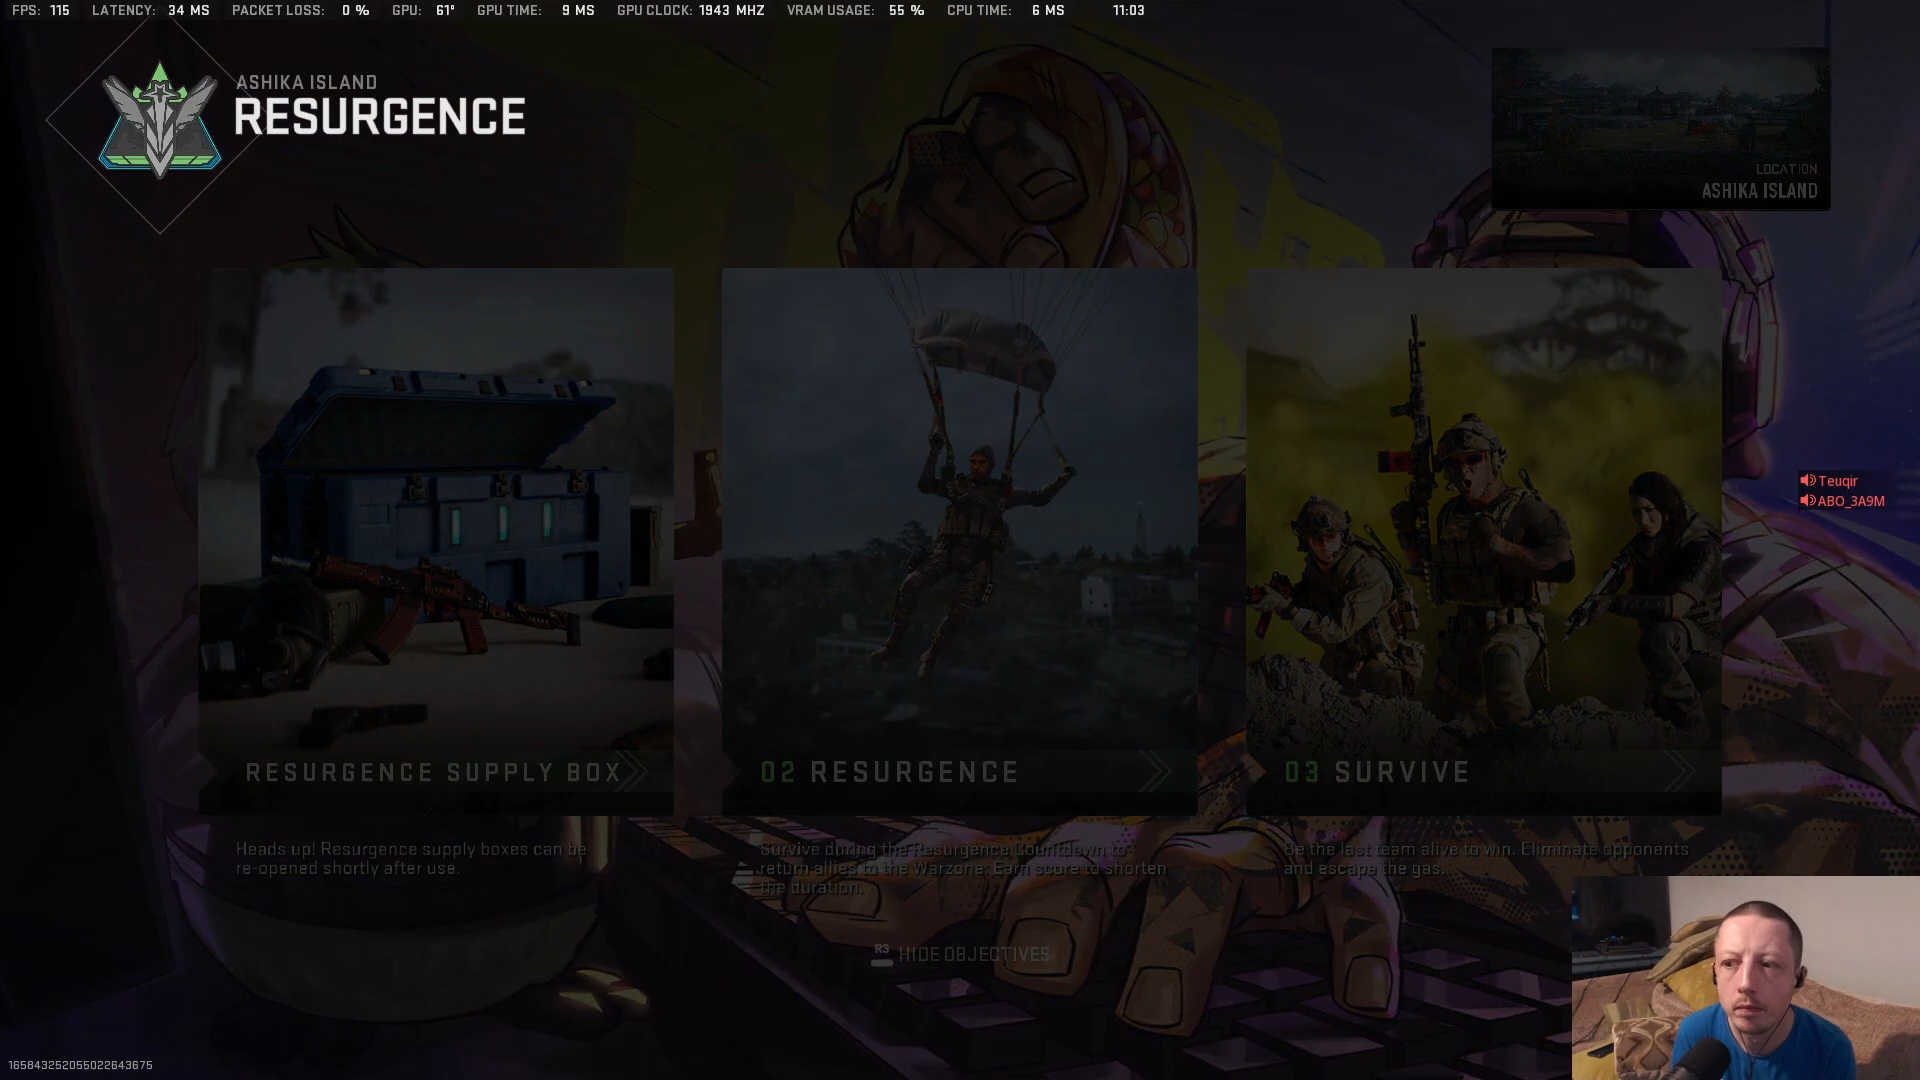 FPS: 115 LATENCY: 34 MS PACKET LOSS: 0 % GPU: 61° GPU TIME: 9 MS GPU CLOCK: 1943 MHZ VRAM USAGE: 55 % CPU TIME: 6 MS 11:03
ASHIKA ISLAND
RESURGENCE
LOCATION
ASHIKA ISLAND
Teuqir
ABO_3A9M
RESURGENCE SUPPLY BOX
02 RESURGENCE
03 SURVIVE
Heads up! Resurgence supply boxes can be
re-opened shortly after use.
Survive during the Resurgence Countdown to
return allies to the Warzone. Earn score to shorten
the duration.
Be the last team alive to win. Eliminate opponents
and escape the gas.
R3 HIDE OBJECTIVES
165843252055022643675